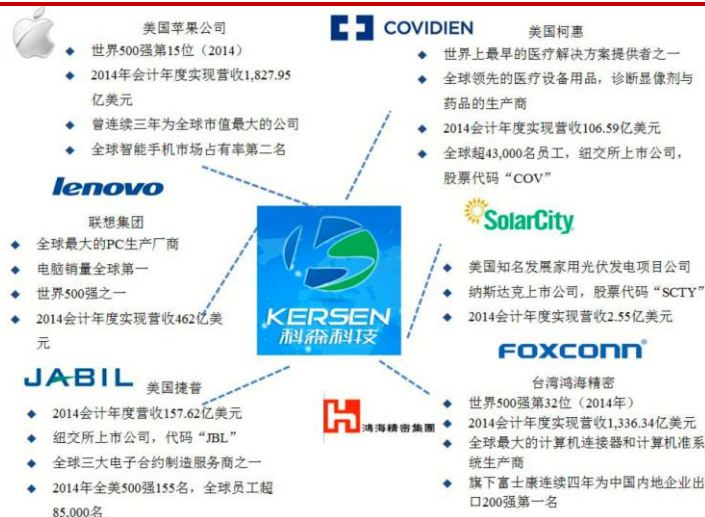 美国苹果公司
世界500强第15位（2014）
2014年会计年度实现营收1,827.95
亿美元
曾连续三年为全球市值最大的公司
全球智能手机市场占有率第二名
COVIDIEN
美国柯惠
世界上最早的医疗解决方案提供者之一
全球领先的医疗设备用品，诊断显像剂与
药品的生产商
2014会计年度实现营收106.59亿美元
全球超43,000名员工，纽交所上市公司，
股票代码“COV”
lenovo
联想集团
全球最大的PC生产厂商
电脑销量全球第一
世界500强之一
2014会计年度实现营收462亿美
元
KERSEN
科森科技
SolarCity
美国知名发展家用光伏发电项目公司
纳斯达克上市公司，股票代码“SCTY”
2014会计年度实现营收2.55亿美元
JABIL
美国捷普
2014会计年度营收157.62亿美元
纽交所上市公司，代码“JBL”
全球三大电子合约制造服务商之一
2014年全美500强155名，全球员工超
85,000名
鸿海精密集團
FOXCONN
台湾鸿海精密
世界500强第32位（2014年）
2014会计年度实现营收1,336.34亿美元
全球最大的计算机连接器和计算机准系
统生产商
旗下富士康连续四年为中国内地企业出
口200强第一名